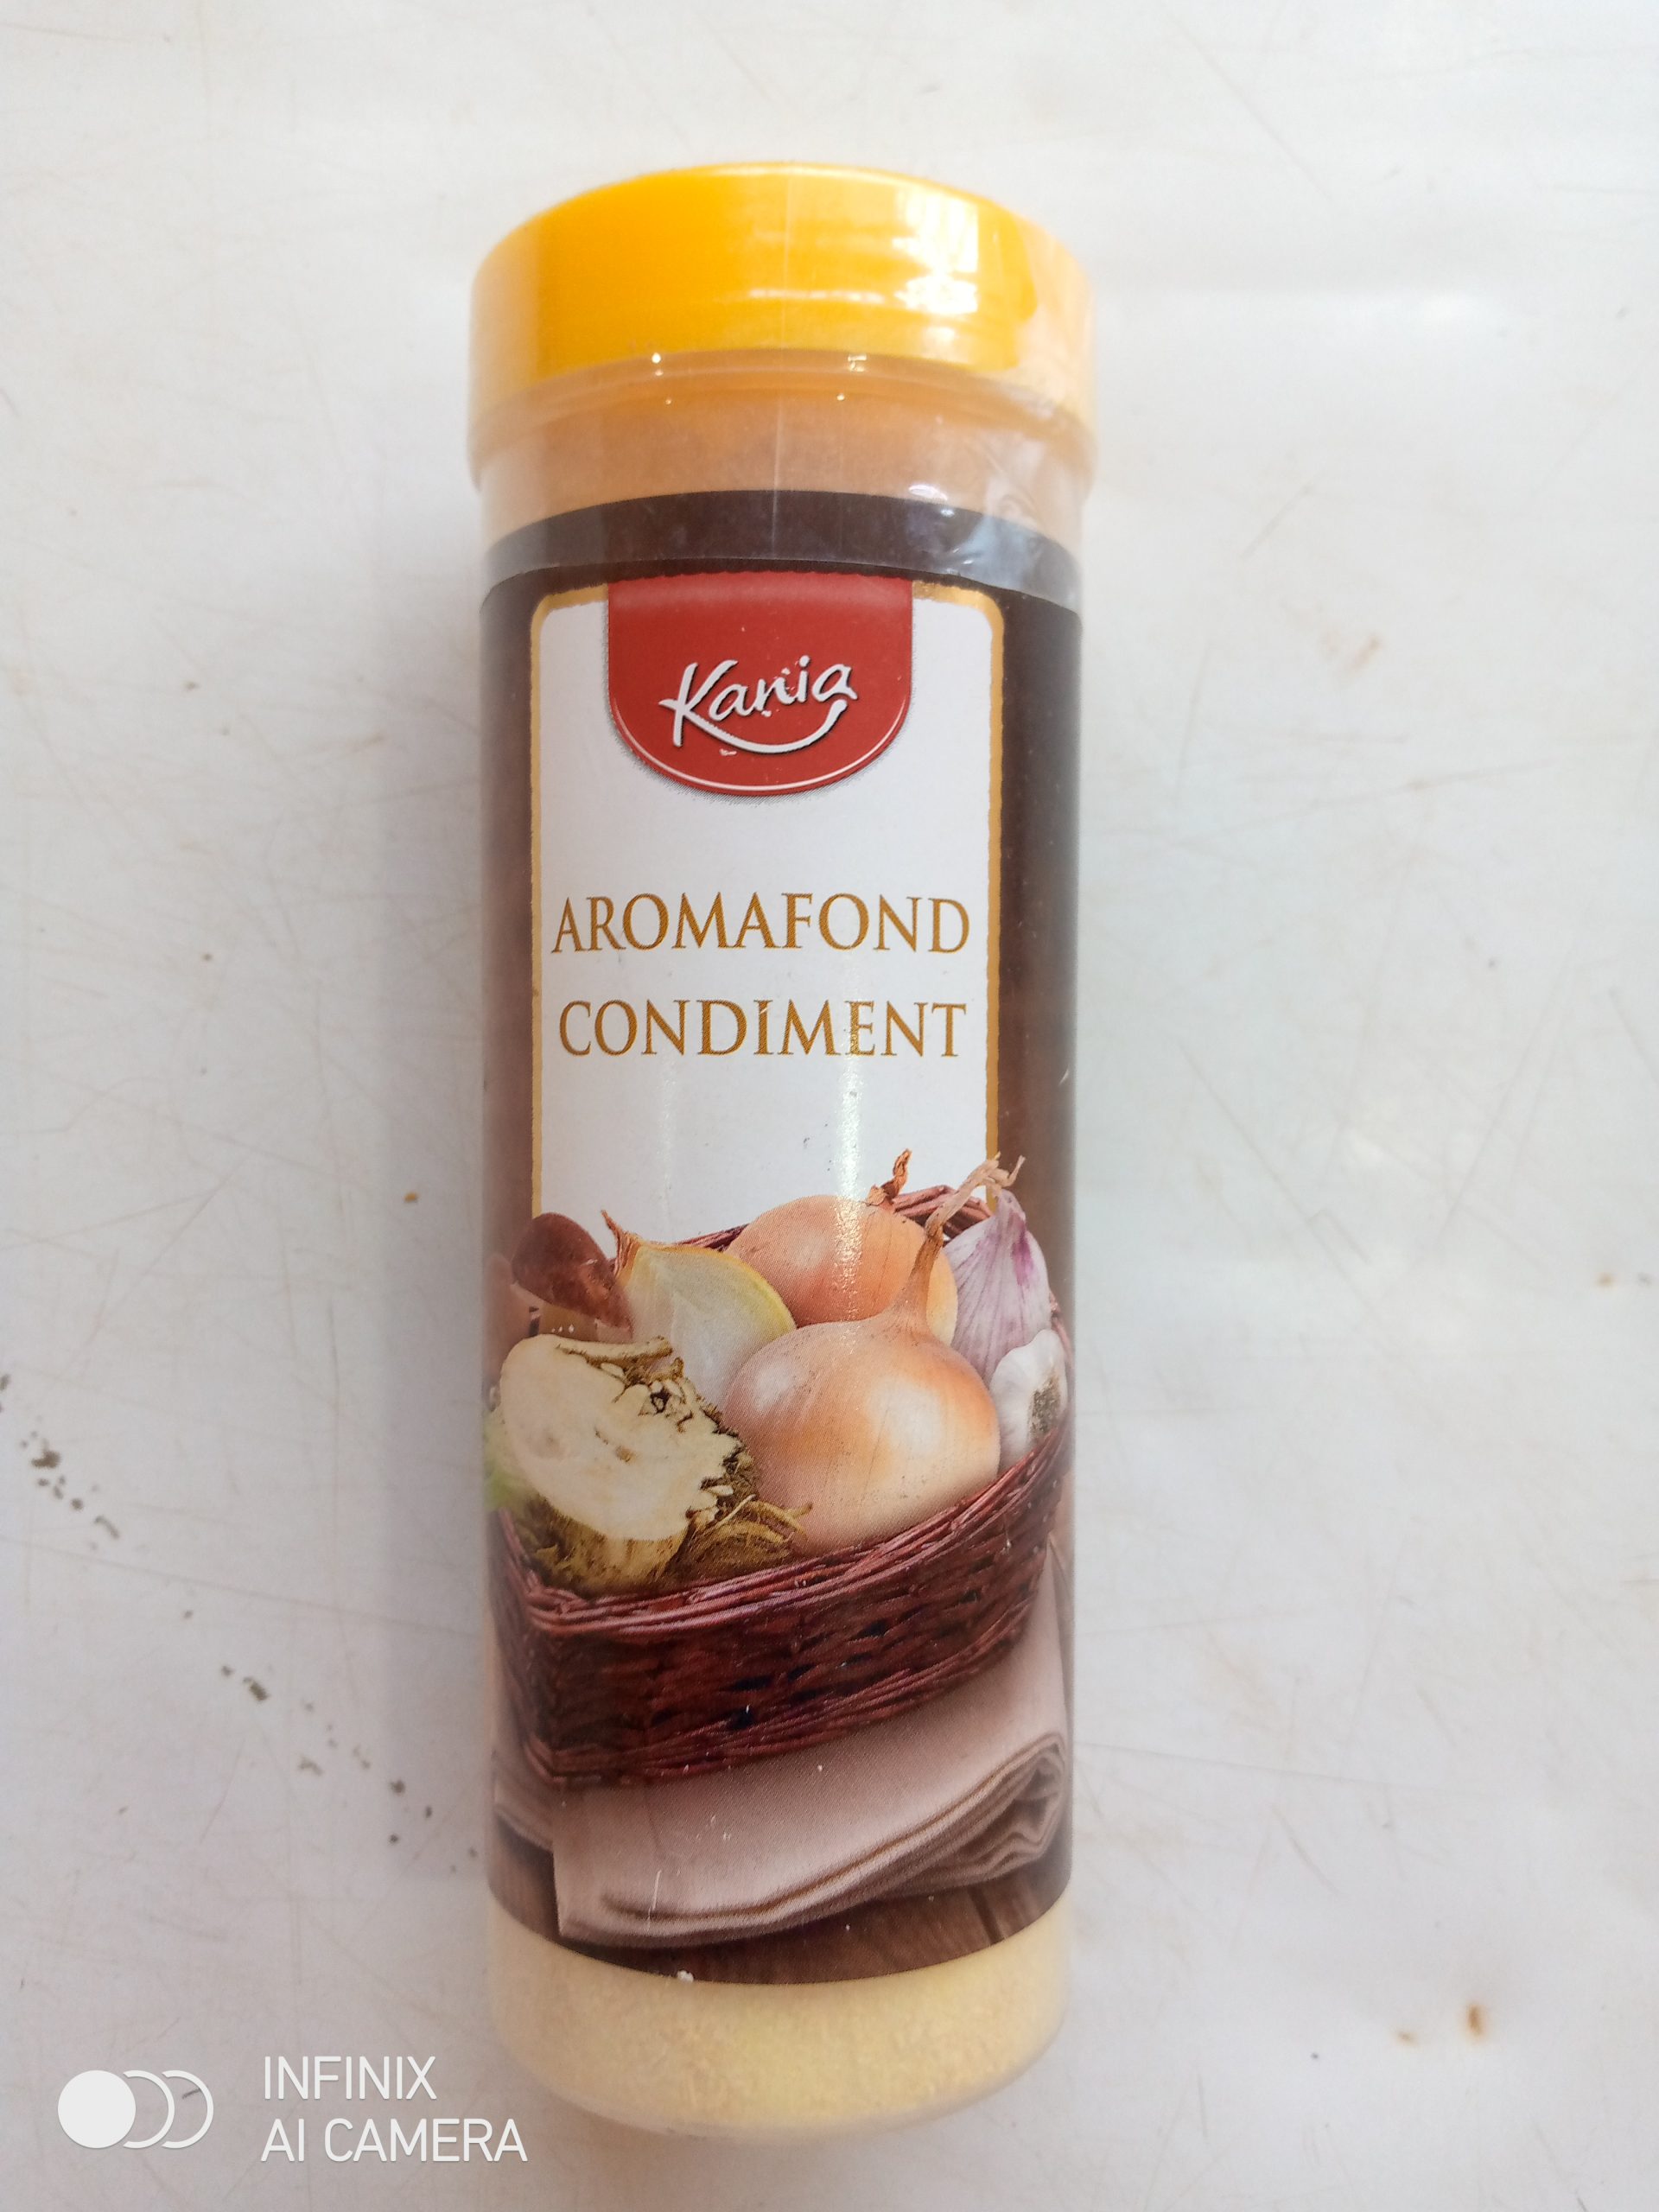 Kania
AROMAFOND
CONDIMENT
INFINIX
AI CAMERA